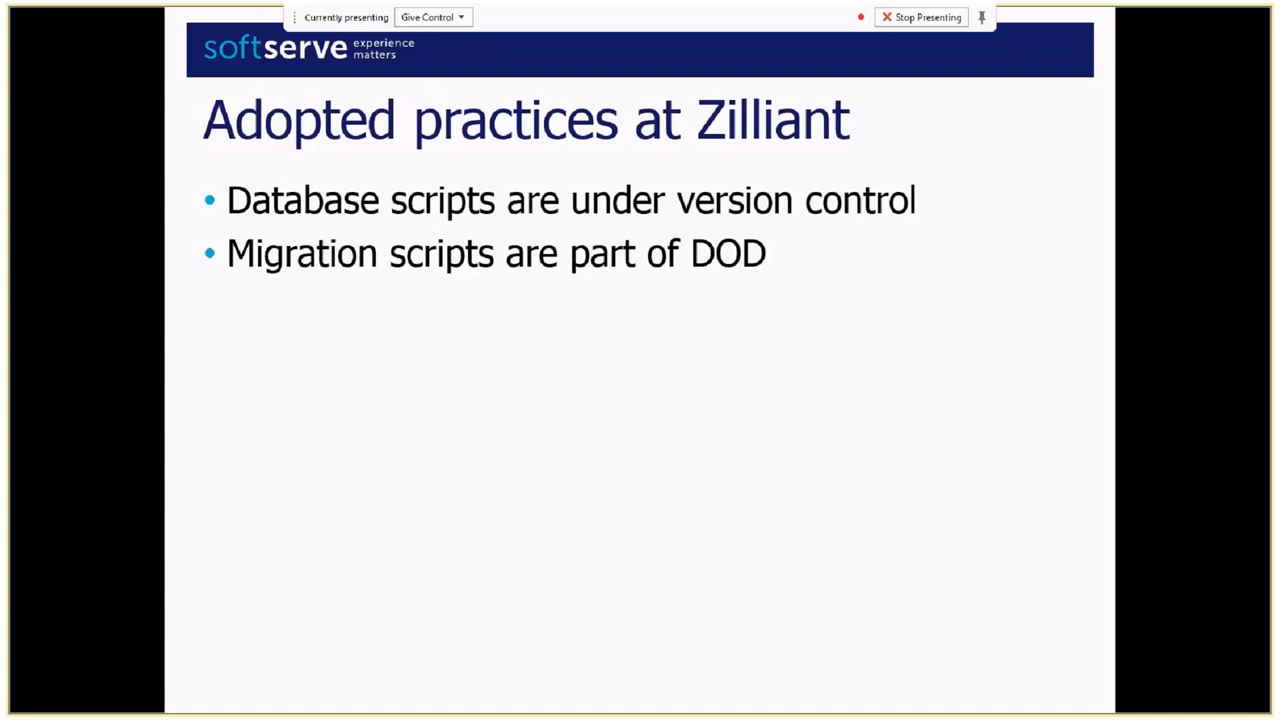 Currently presenting Give Control Stop Presenting
softserve experience matters
Adopted practices at Zilliant
• Database scripts are under version control
• Migration scripts are part of DOD